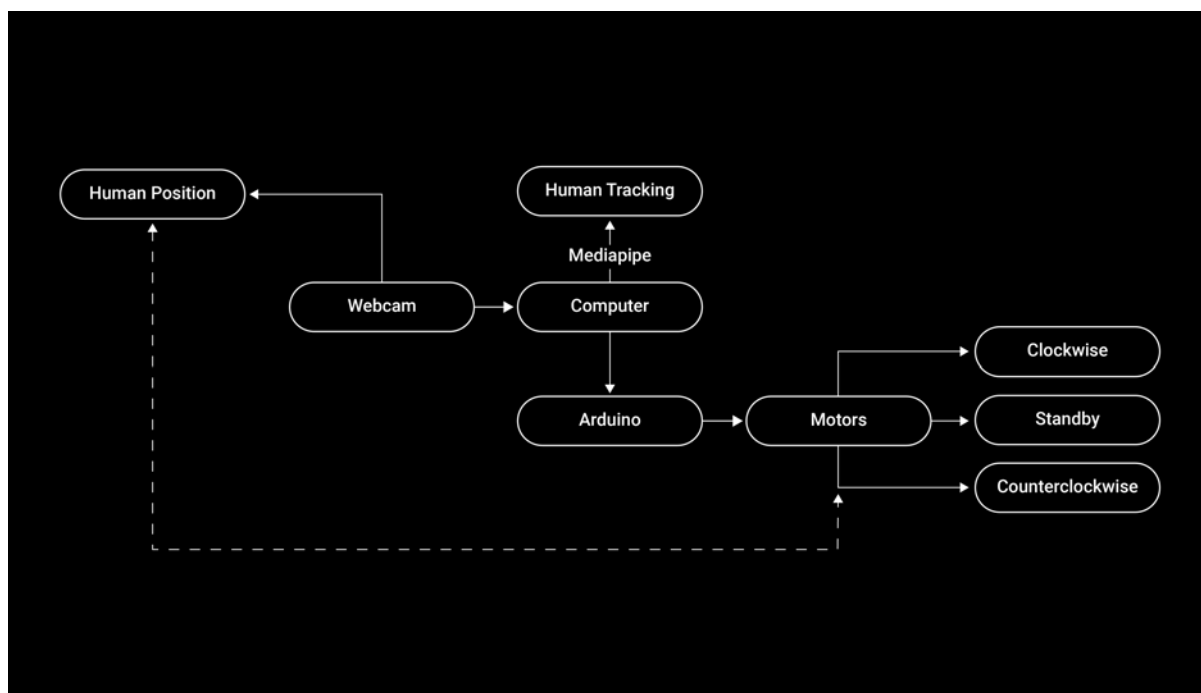 Human Position
Human Tracking
Mediapipe
Webcam
Computer
Clockwise
Arduino
Motors
Standby
Counterclockwise